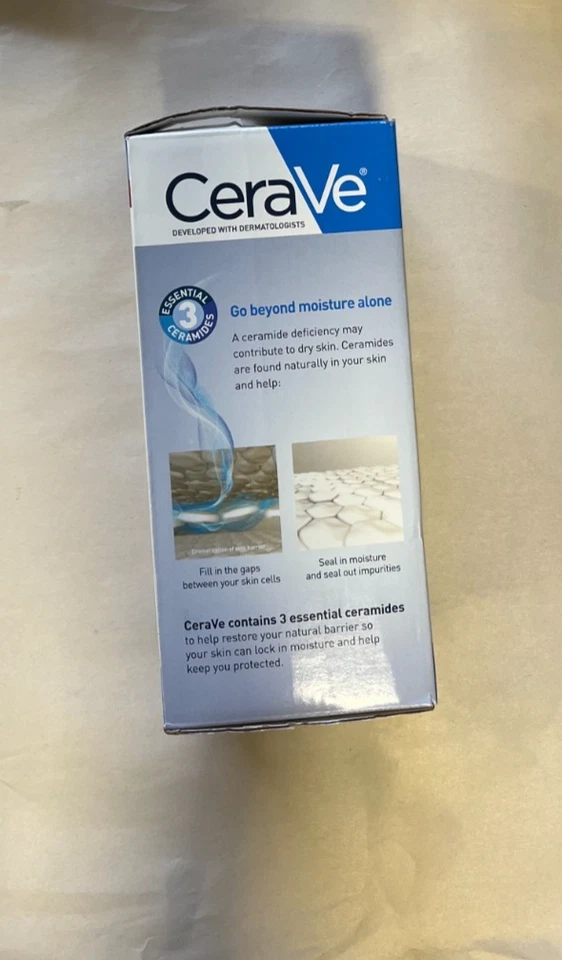 CeraVe®
DEVELOPED WITH DERMATOLOGISTS
ESSENTIAL
3
CERAMIDES
Go beyond moisture alone
A ceramide deficiency may
contribute to dry skin. Ceramides
are found naturally in your skin
and help:
Fill in the gaps
between your skin cells
Seal in moisture
and seal out impurities
CeraVe contains 3 essential ceramides
to help restore your natural barrier so
your skin can lock in moisture and help
keep you protected.